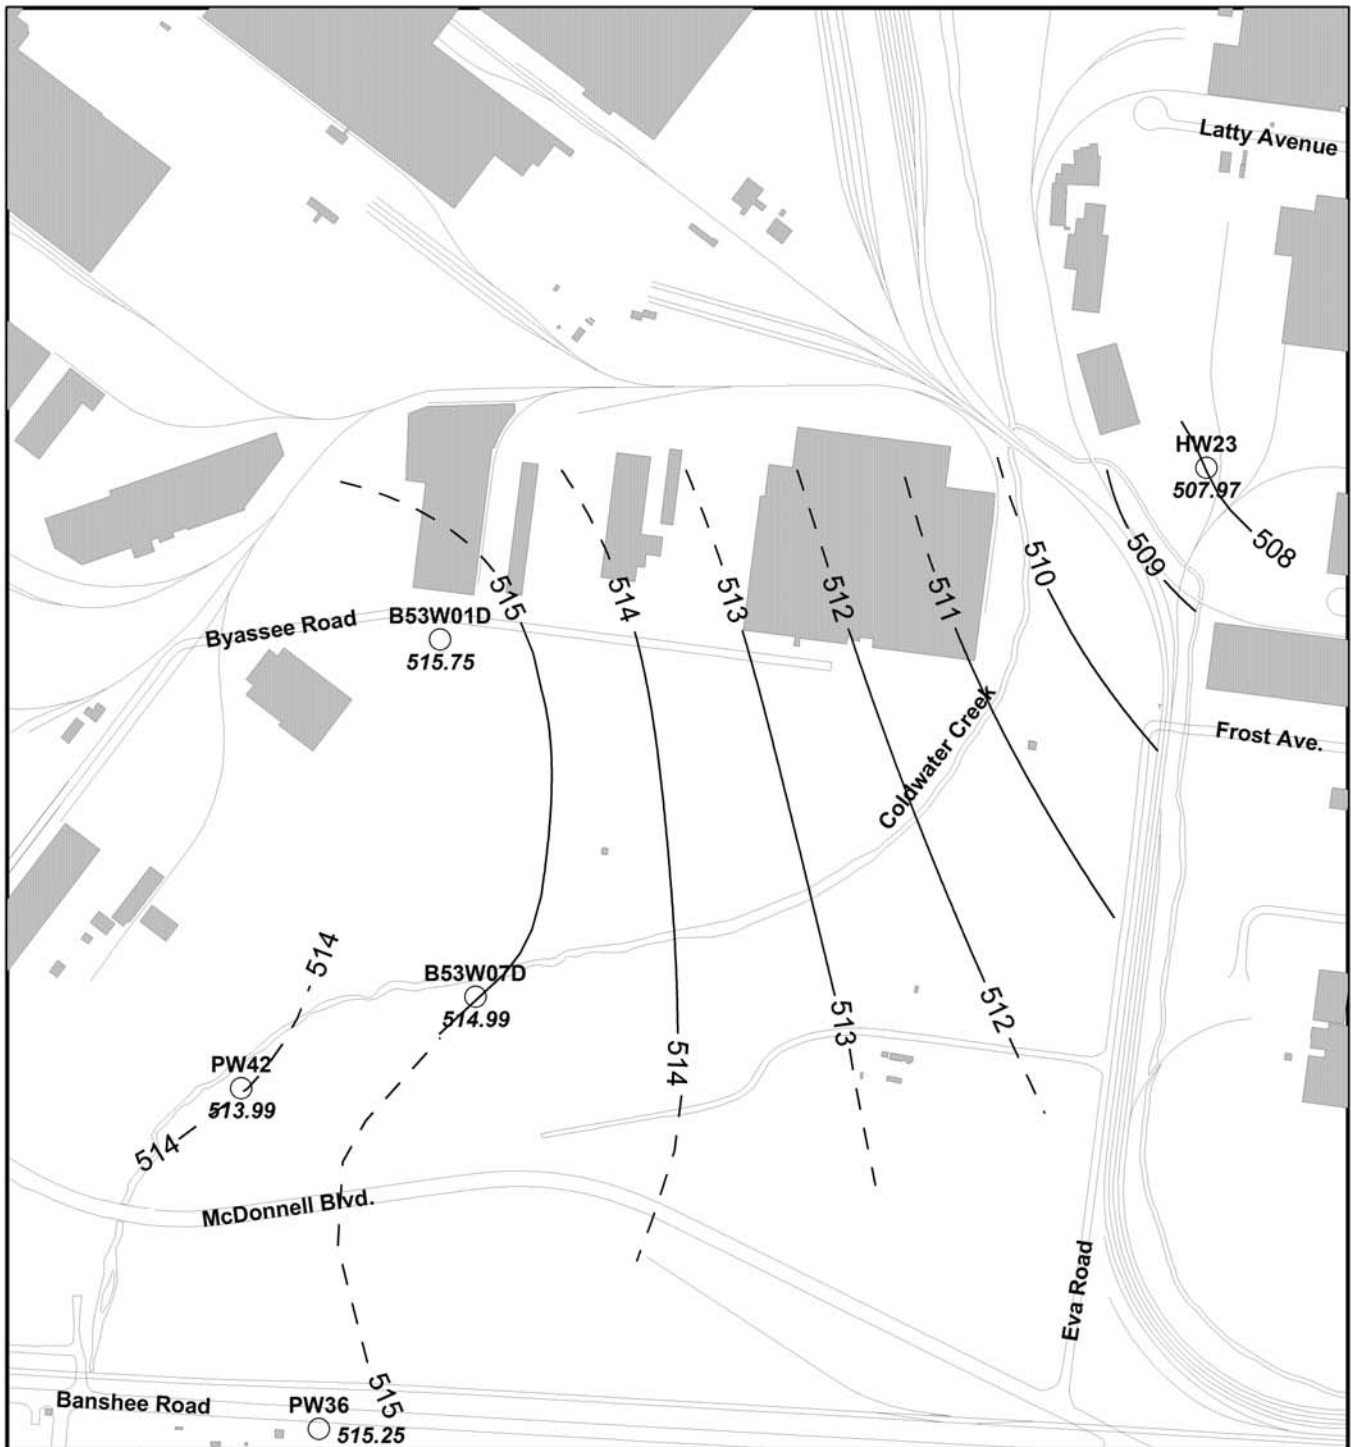 Latty Avenue
HW23
507.97
508
509
510
511
512
513
514
515
Byassee Road
B53W01D
515.75
Coldwater Creek
Frost Ave.
514
B53W07D
514.99
512
513
514
PW42
513.99
514
McDonnell Blvd.
Eva Road
515
Banshee Road
PW36
515.25